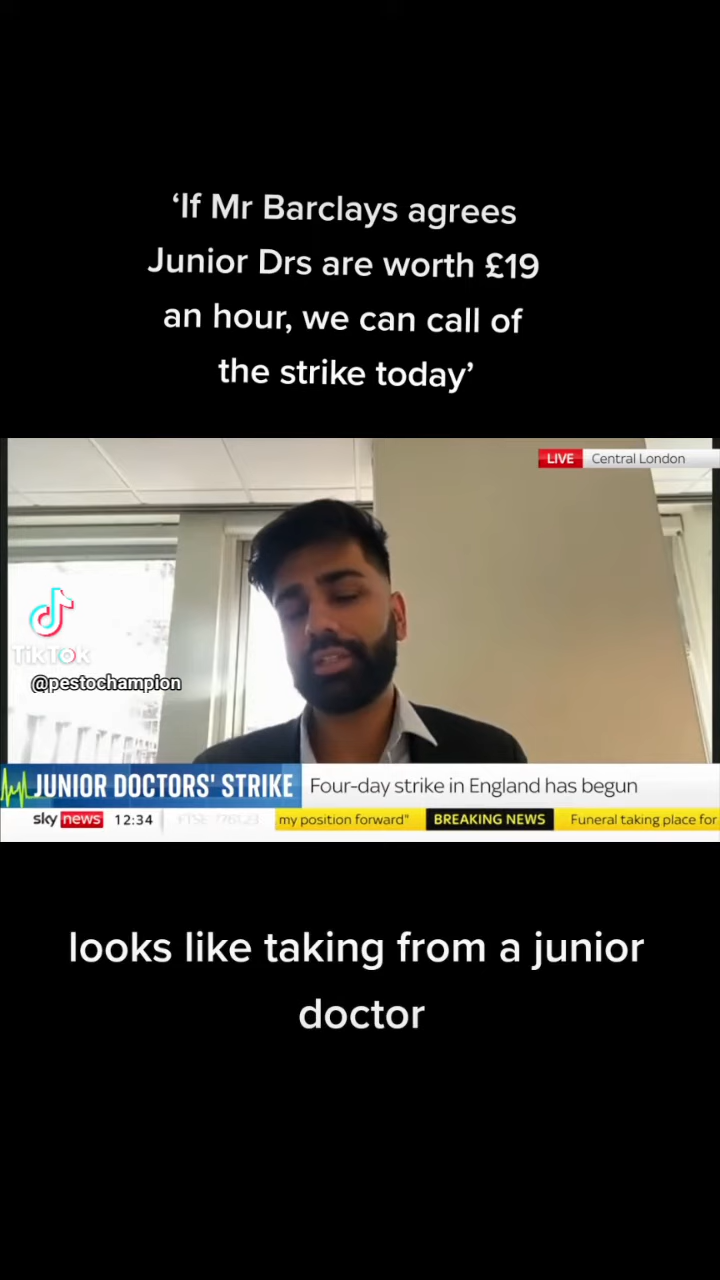 ‘If Mr Barclays agrees
Junior Drs are worth £19
an hour, we can call of
the strike today’
LIVE Central London
TikTok
@pestochampion
JUNIOR DOCTORS' STRIKE Four-day strike in England has begun
sky news 12:34 FTSE my position forward" BREAKING NEWS Funeral taking place for
looks like taking from a junior
doctor